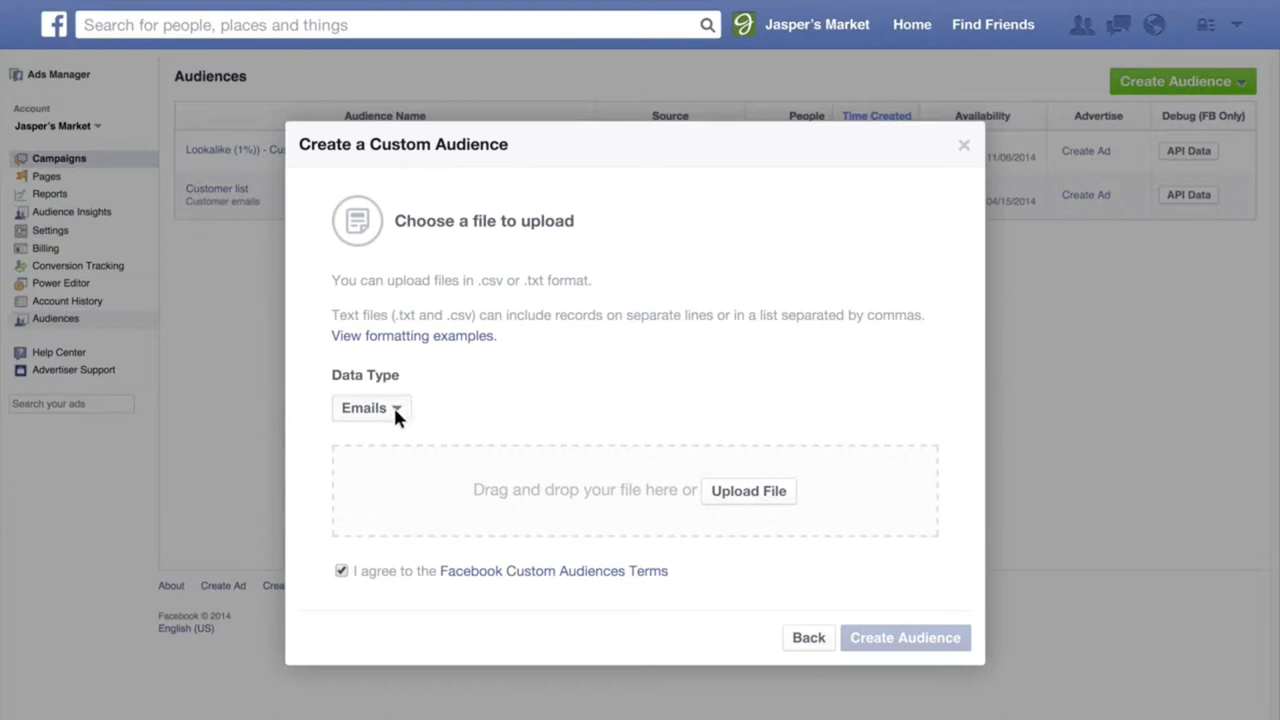 f
Search for people, places and things
Jasper's Market
Home
Find Friends
Ads Manager
Account
Jasper's Market
Campaigns
Pages
Reports
Audience Insights
Settings
Billing
Conversion Tracking
Power Editor
Account History
Audiences
Help Center
Advertiser Support
Search your ads
Audiences
Create Audience
Audience Name
Source
People
Time Created
Availability
Advertise
Debug (FB Only)
Lookalike (1%)) - Cus
11/06/2014
Create Ad
API Data
Customer list
Customer emails
04/15/2014
Create Ad
API Data
Create a Custom Audience
Choose a file to upload
You can upload files in .csv or .txt format.
Text files (.txt and .csv) can include records on separate lines or in a list separated by commas.
View formatting examples.
Data Type
Emails
Drag and drop your file here or Upload File
I agree to the Facebook Custom Audiences Terms
Back
Create Audience
About
Create Ad
Crea
Facebook © 2014
English (US)